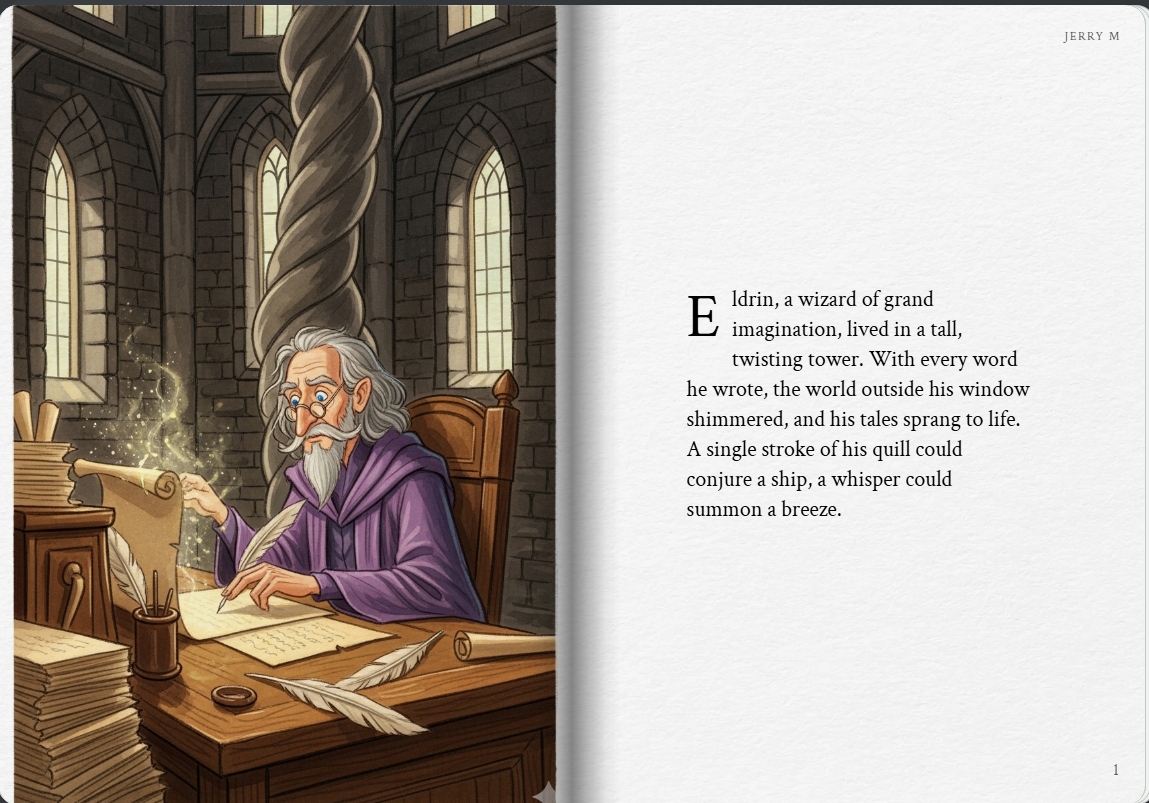 JERRY M
Eldrin, a wizard of grand
imagination, lived in a tall,
twisting tower. With every word
he wrote, the world outside his window
shimmered, and his tales sprang to life.
A single stroke of his quill could
conjure a ship, a whisper could
summon a breeze.
1